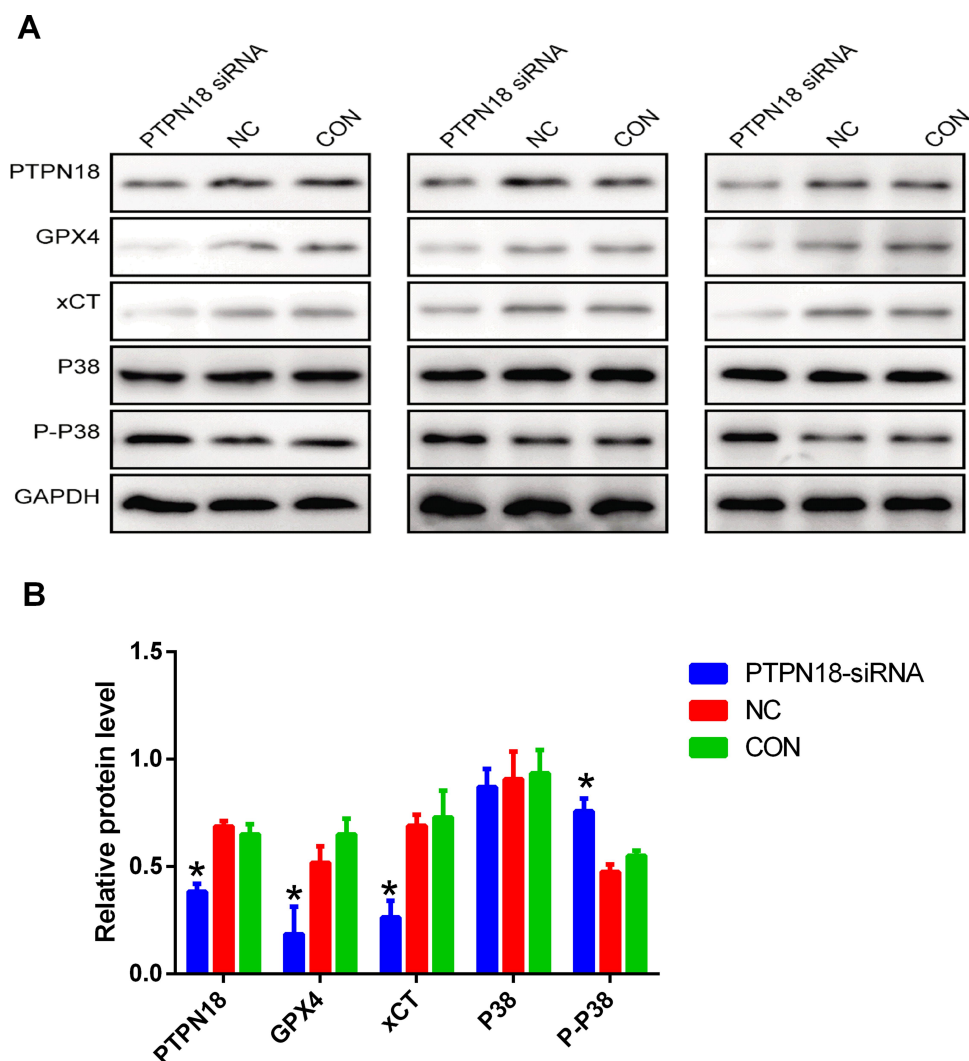 A
PTPN18 siRNA NC CON PTPN18 siRNA NC CON PTPN18 siRNA NC CON
PTPN18
GPX4
xCT
P38
P-P38
GAPDH
B
Relative protein level
1.5
1.0
0.5
0.0
* * * *
PTPN18 GPX4 xCT P38 P-P38
PTPN18-siRNA
NC
CON